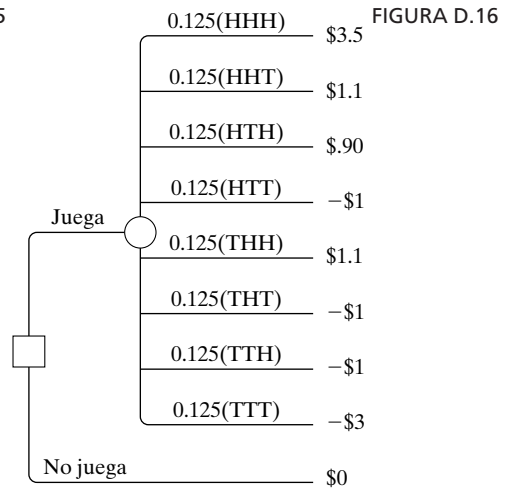 5
FIGURA D.16
0.125(HHH) $3.5
0.125(HHT) $1.1
0.125(HTH) $.90
0.125(HTT) −$1
Juega
0.125(THH) $1.1
0.125(THT) −$1
0.125(TTH) −$1
0.125(TTT) −$3
No juega $0